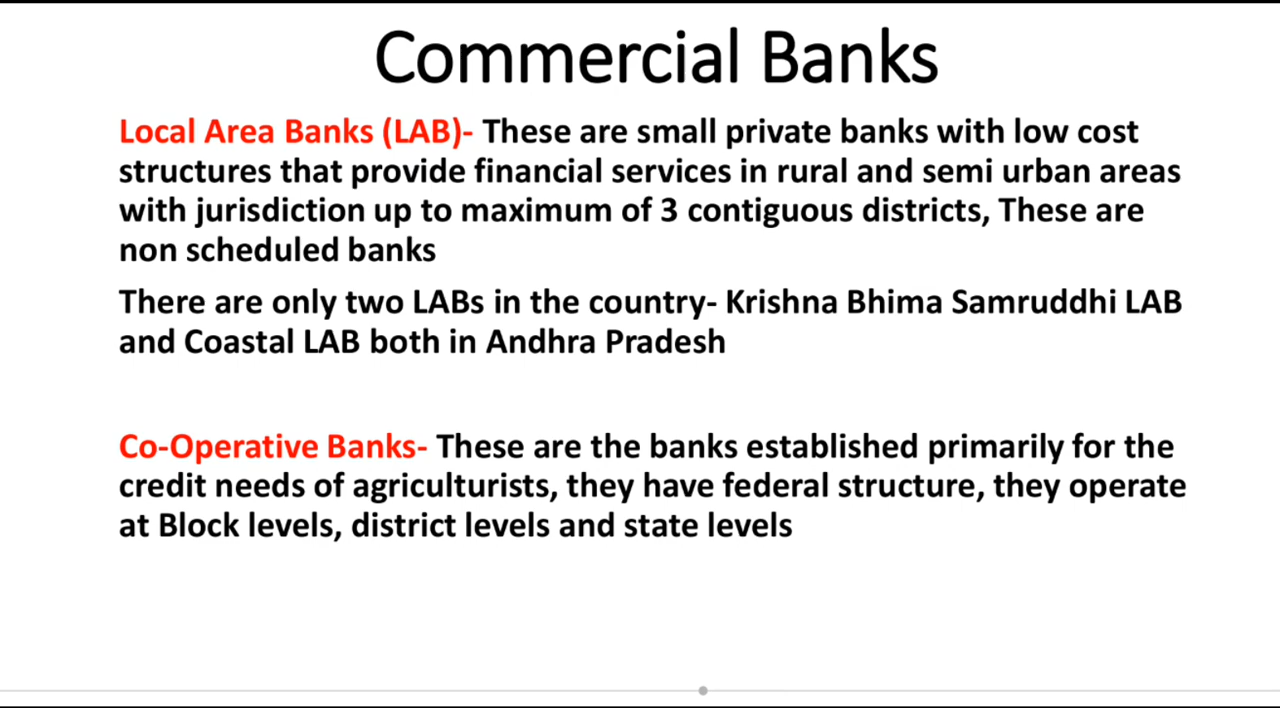 Commercial Banks
Local Area Banks (LAB)- These are small private banks with low cost
structures that provide financial services in rural and semi urban areas
with jurisdiction up to maximum of 3 contiguous districts, These are
non scheduled banks
There are only two LABs in the country- Krishna Bhima Samruddhi LAB
and Coastal LAB both in Andhra Pradesh
Co-Operative Banks- These are the banks established primarily for the
credit needs of agriculturists, they have federal structure, they operate
at Block levels, district levels and state levels